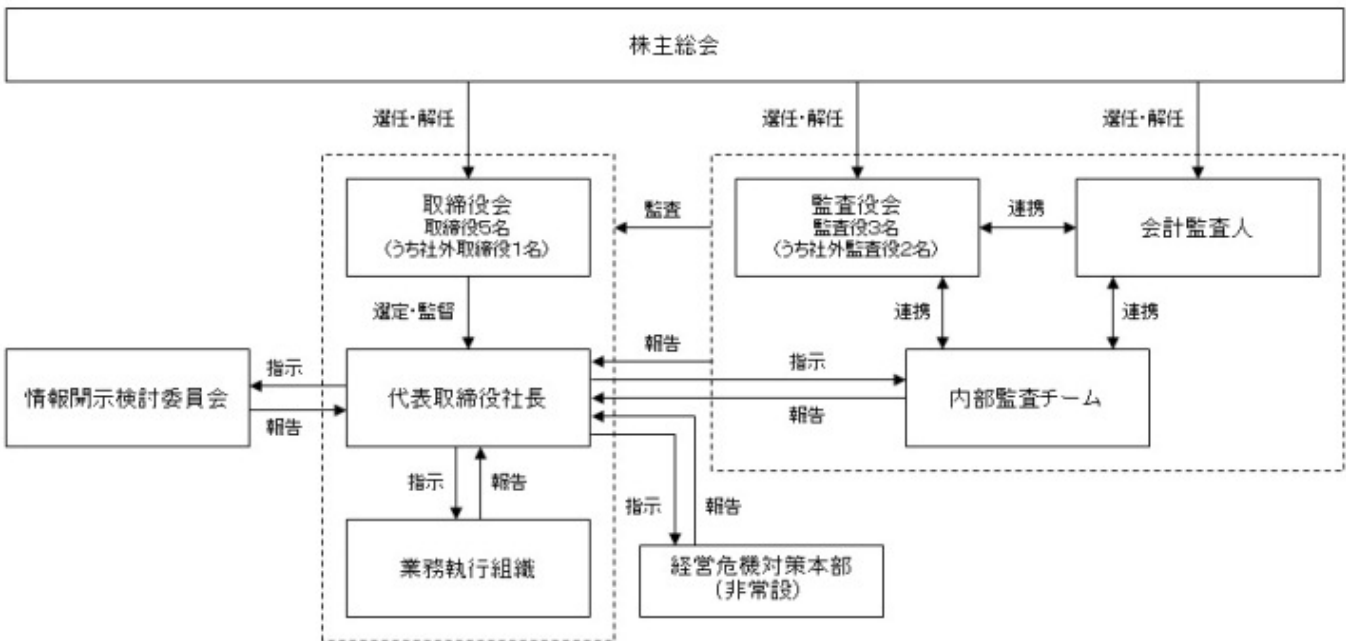 株主総会
選任・解任
選任・解任
選任・解任
取締役会
取締役5名
(うち社外取締役1名)
監査
監査役会
監査役3名
(うち社外監査役2名)
連携
会計監査人
選定・監督
連携
連携
報告
指示
指示
情報開示検討委員会
代表取締役社長
内部監査チーム
報告
報告
指示
報告
指示
報告
業務執行組織
経営危機対策本部
(非常設)